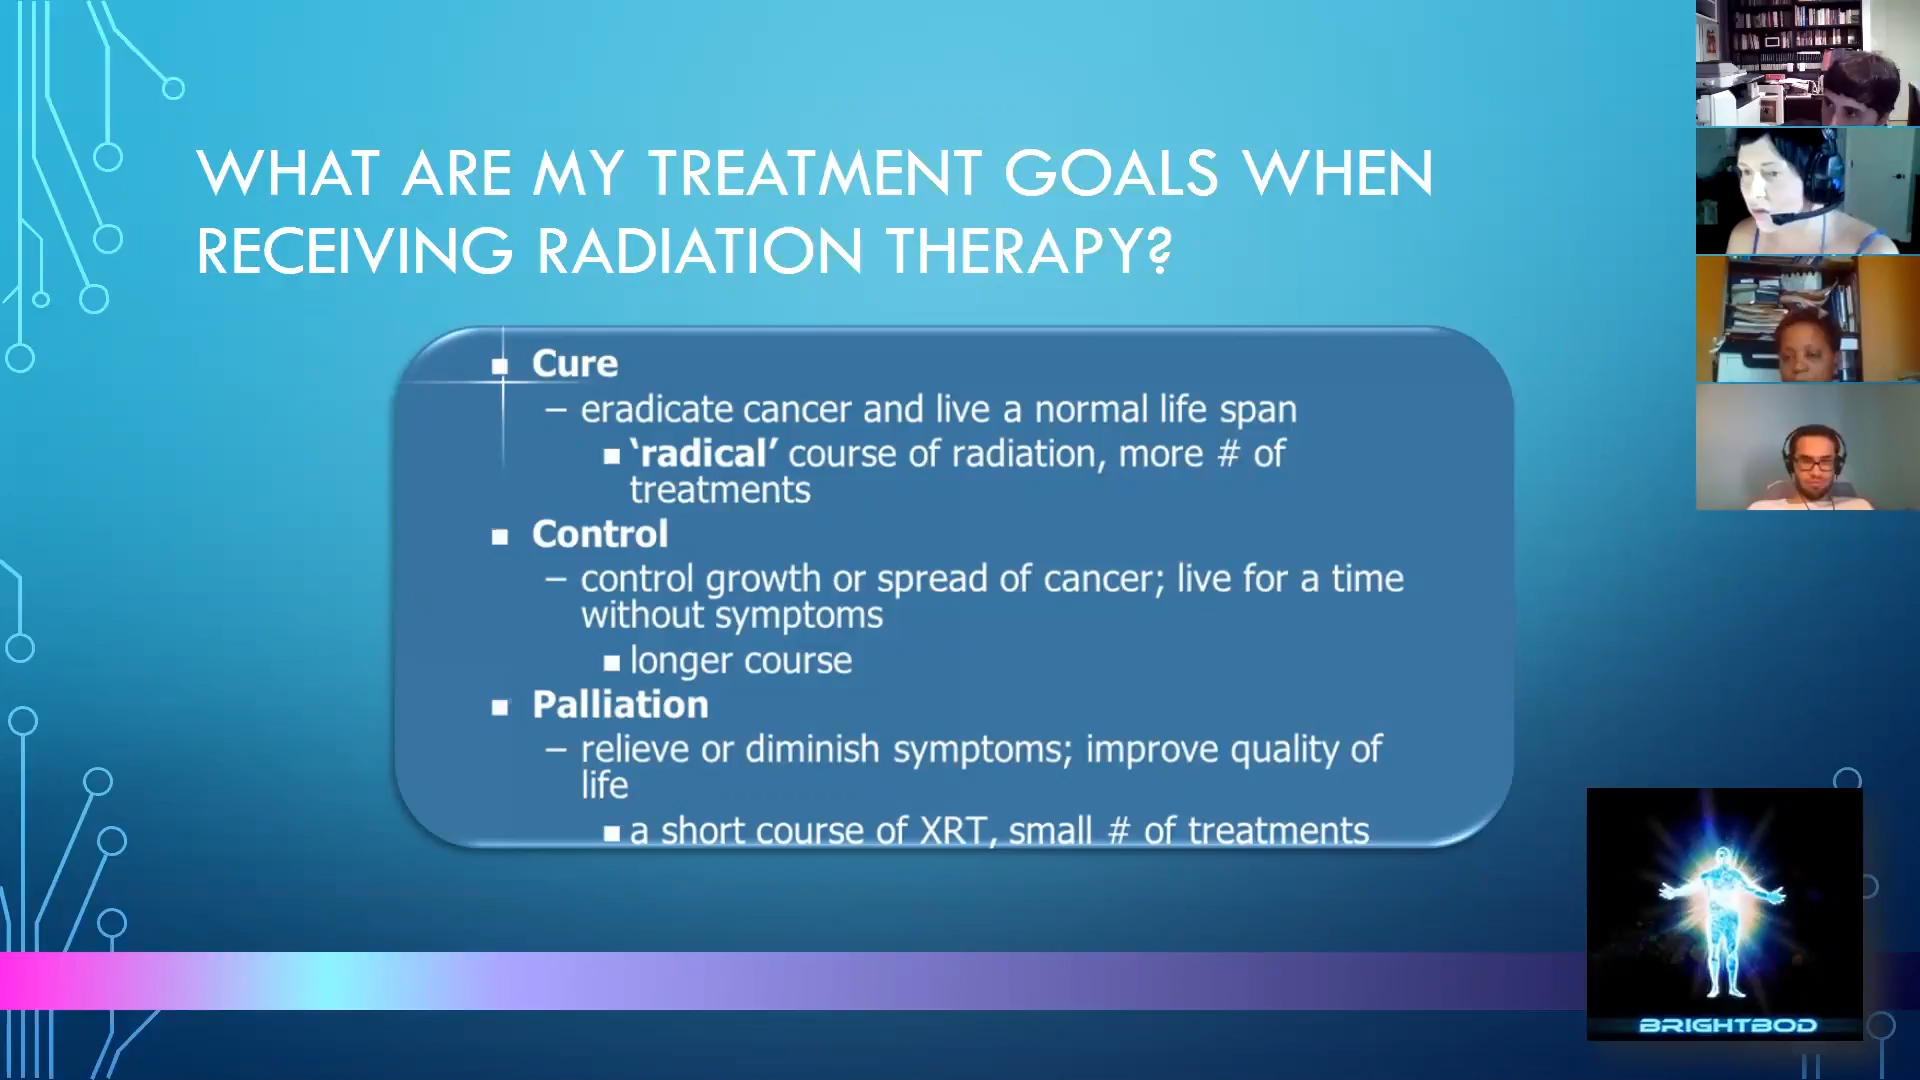 WHAT ARE MY TREATMENT GOALS WHEN
RECEIVING RADIATION THERAPY?
▪ Cure
– eradicate cancer and live a normal life span
▪ ‘radical’ course of radiation, more # of
treatments
▪ Control
– control growth or spread of cancer; live for a time
without symptoms
▪ longer course
▪ Palliation
– relieve or diminish symptoms; improve quality of
life
▪ a short course of XRT, small # of treatments
BRIGHTBOD